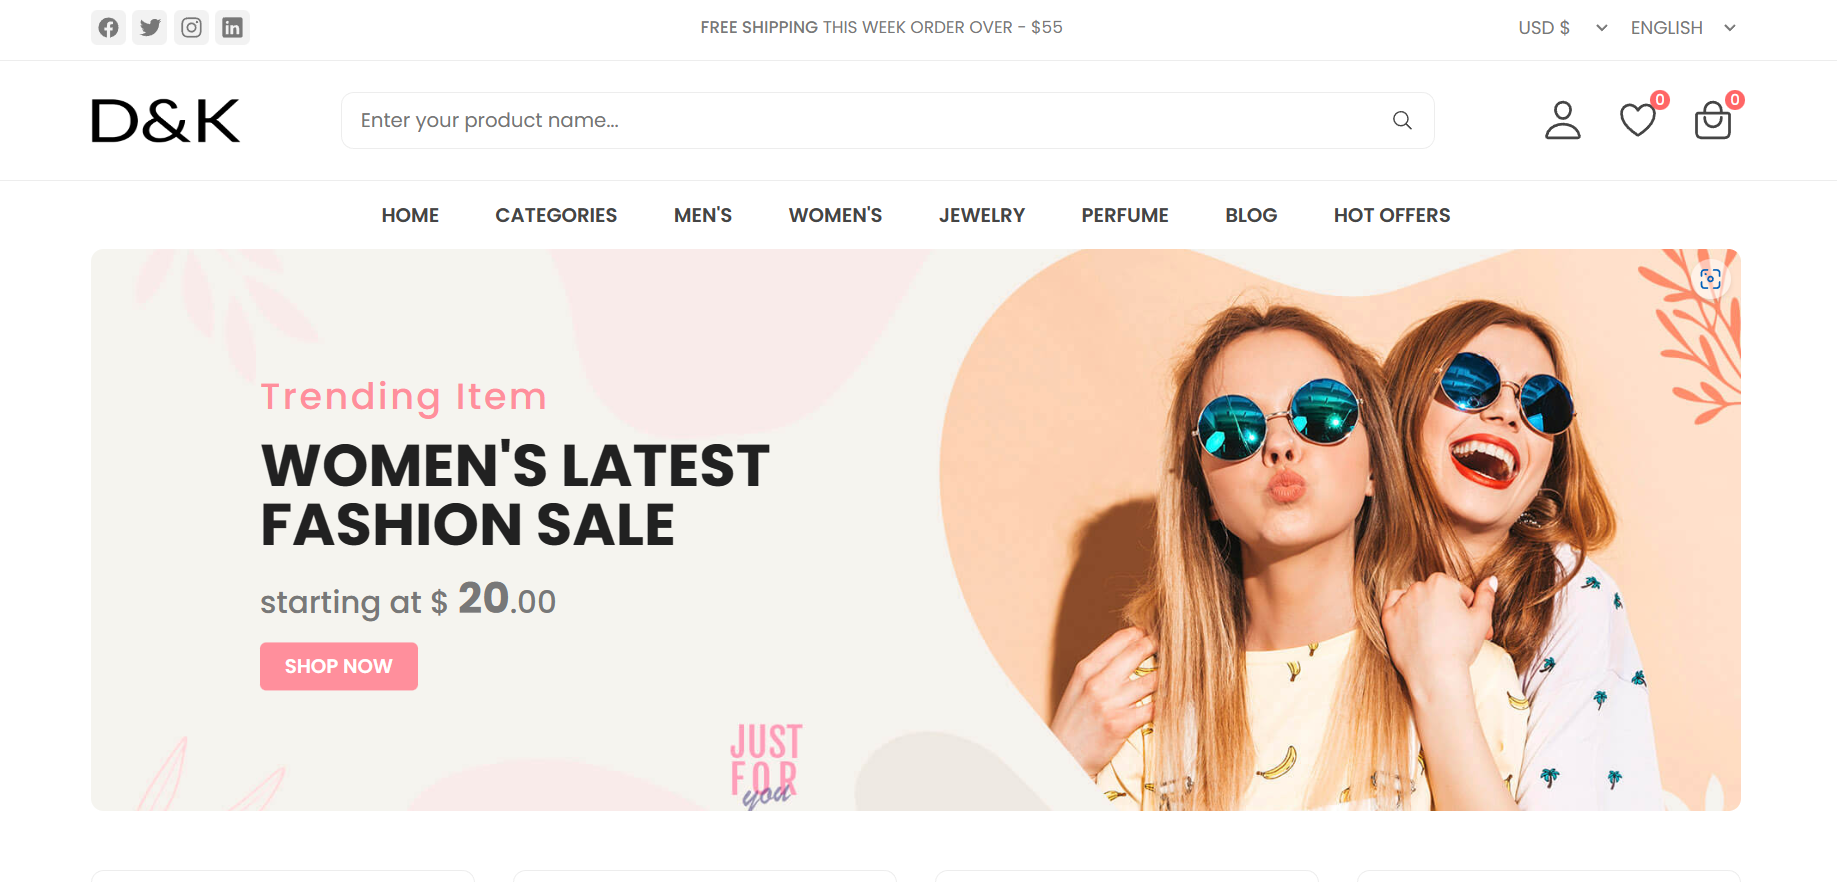 FREE SHIPPING THIS WEEK ORDER OVER - $55
USD $
ENGLISH
D&K
Enter your product name...
0
0
HOME
CATEGORIES
MEN'S
WOMEN'S
JEWELRY
PERFUME
BLOG
HOT OFFERS
Trending Item
WOMEN'S LATEST
FASHION SALE
starting at $ 20.00
SHOP NOW
JUST
FOR
you